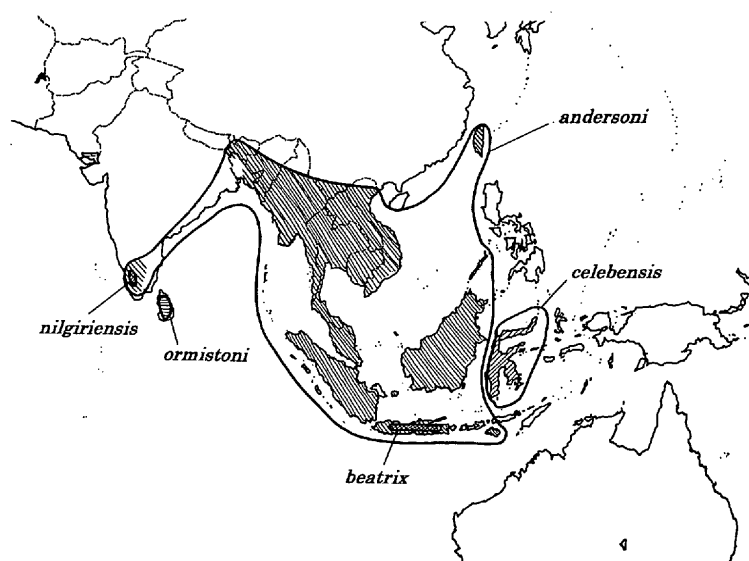 andersoni
celebensis
nilgiriensis
ormistoni
beatrix